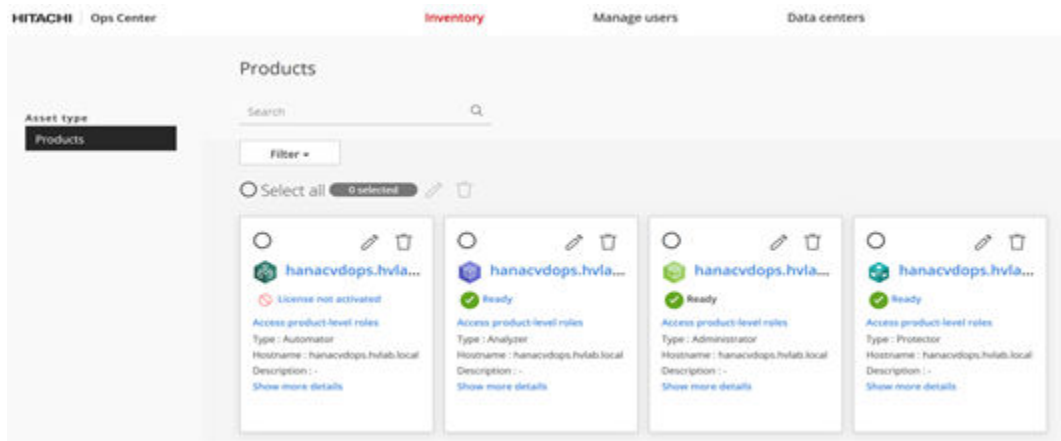 HITACHI Ops Center
Inventory
Manage users
Data centers
Products
Search
Asset type
Products
Filter
Select all 0 selected
hanacvdops.hvla...
License not activated
Access product-level roles
Type : Automator
Hostname : hanacvdops.hvlab.local
Description : -
Show more details
hanacvdops.hvla...
Ready
Access product-level roles
Type : Analyzer
Hostname : hanacvdops.hvlab.local
Description : -
Show more details
hanacvdops.hvla...
Ready
Access product-level roles
Type : Administrator
Hostname : hanacvdops.hvlab.local
Description : -
Show more details
hanacvdops.hvla...
Ready
Access product-level roles
Type : Protector
Hostname : hanacvdops.hvlab.local
Description : -
Show more details